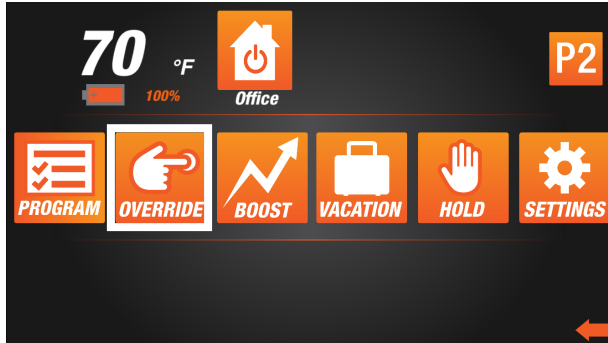 70 °F
P2
100%
Office
PROGRAM
OVERRIDE
BOOST
VACATION
HOLD
SETTINGS